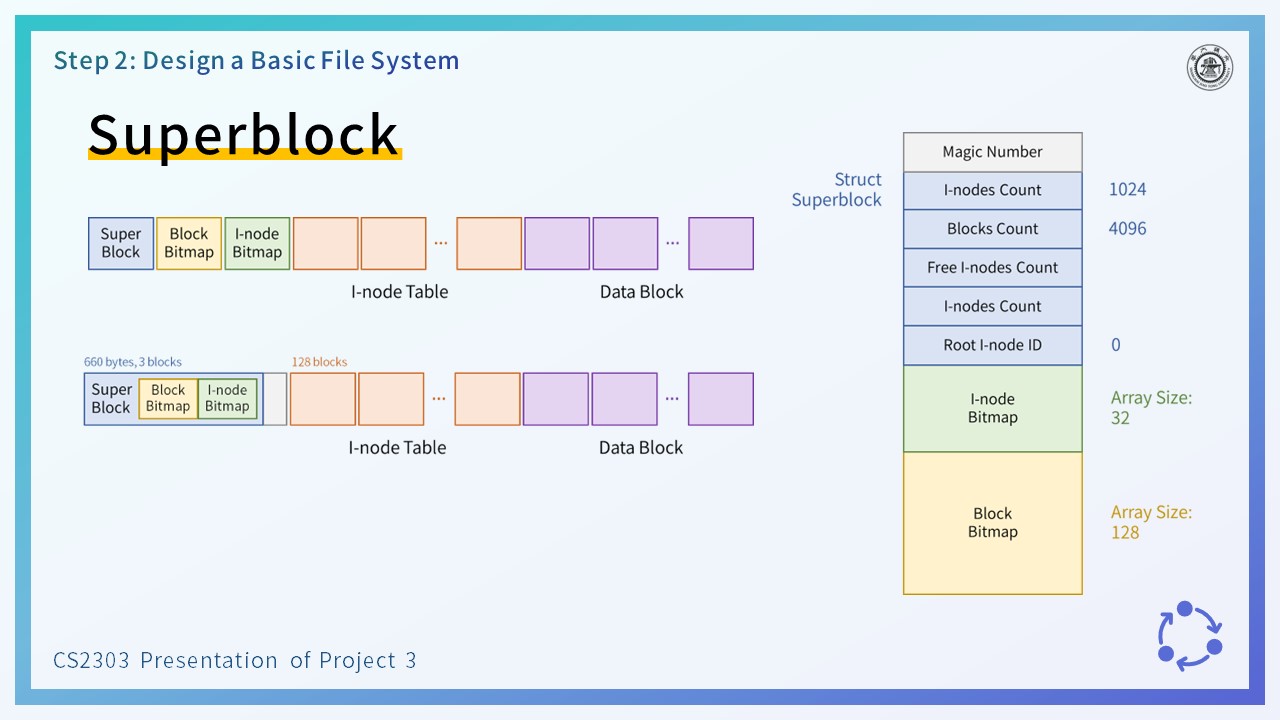 Step 2: Design a Basic File System
Superblock
Super
Block
Block
Bitmap
I-node
Bitmap
...
...
I-node Table
Data Block
660 bytes, 3 blocks
128 blocks
Super
Block
Block
Bitmap
I-node
Bitmap
...
...
I-node Table
Data Block
Struct
Superblock
Magic Number
I-nodes Count
1024
Blocks Count
4096
Free I-nodes Count
I-nodes Count
Root I-node ID
0
I-node
Bitmap
Array Size:
32
Block
Bitmap
Array Size:
128
CS2303 Presentation of Project 3